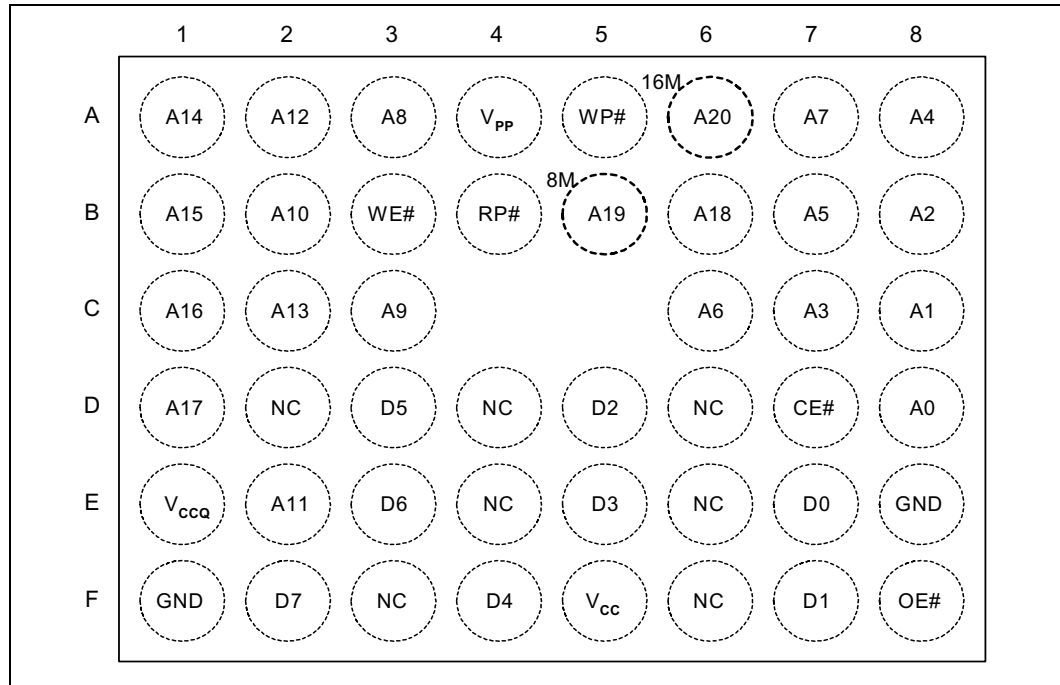 1 2 3 4 5 6 7 8
16M
A A14 A12 A8 VPP WP# A20 A7 A4
8M
B A15 A10 WE# RP# A19 A18 A5 A2
C A16 A13 A9 A6 A3 A1
D A17 NC D5 NC D2 NC CE# A0
E VCCQ A11 D6 NC D3 NC D0 GND
F GND D7 NC D4 VCC NC D1 OE#